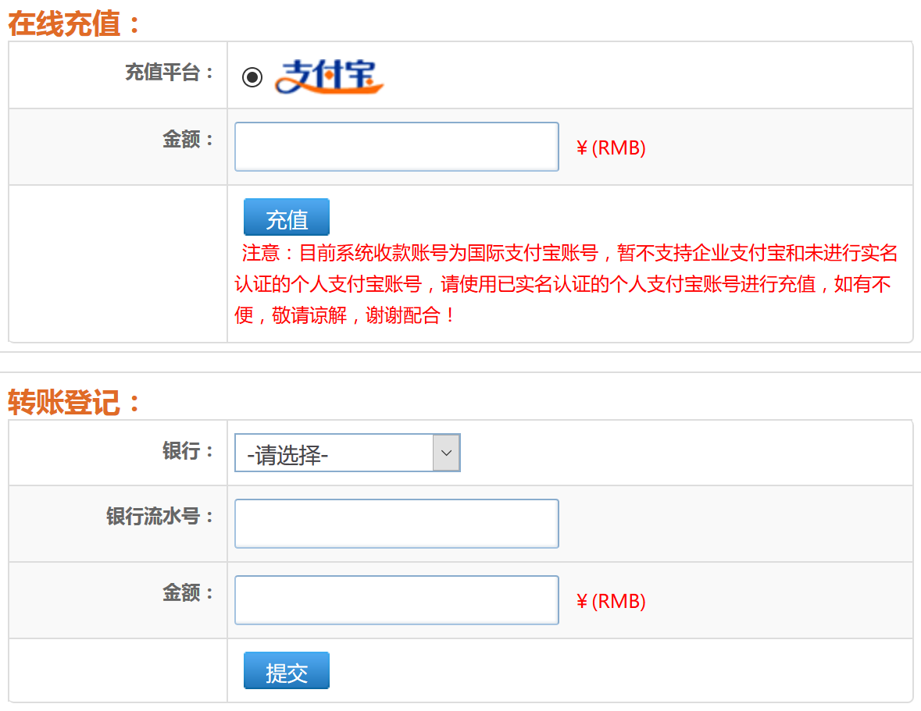 在线充值：
充值平台：
支付宝
金额：
¥ (RMB)
充值
注意：目前系统收款账号为国际支付宝账号，暂不支持企业支付宝和未进行实名
认证的个人支付宝账号，请使用已实名认证的个人支付宝账号进行充值，如有不
便，敬请谅解，谢谢配合！
转账登记：
银行：
-请选择-
银行流水号：
金额：
¥ (RMB)
提交